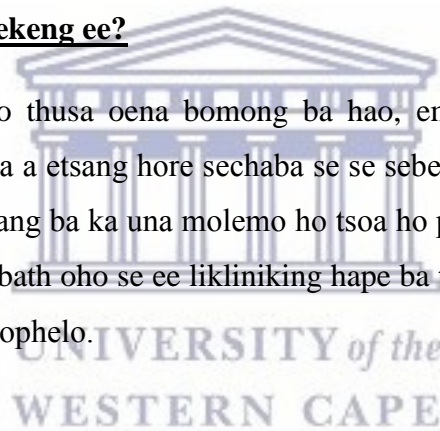 ekeng ee?
o thusa oena bomong ba hao, en
a a etsang hore sechaba se se sebe
ang ba ka una molemo ho tsoa ho p
bath oho se ee likliniking hape ba
ophelo.
UNIVERSITY of the
WESTERN CAPE